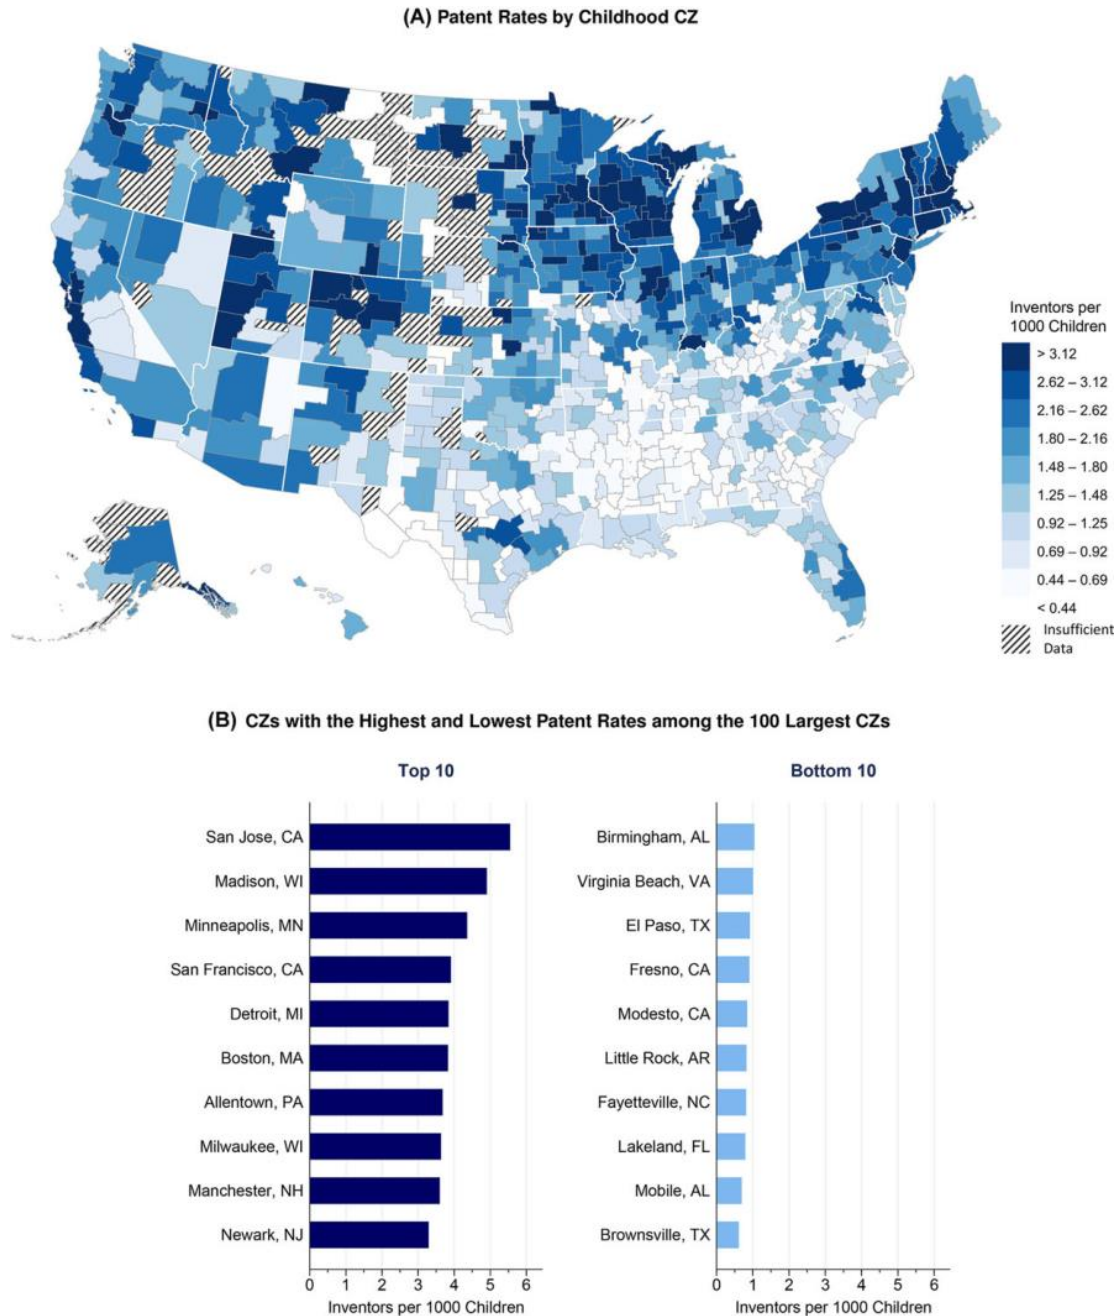 (A) Patent Rates by Childhood CZ
Inventors per
1000 Children
> 3.12
2.62 – 3.12
2.16 – 2.62
1.80 – 2.16
1.48 – 1.80
1.25 – 1.48
0.92 – 1.25
0.69 – 0.92
0.44 – 0.69
< 0.44
Insufficient
Data
(B) CZs with the Highest and Lowest Patent Rates among the 100 Largest CZs
Top 10
San Jose, CA
Madison, WI
Minneapolis, MN
San Francisco, CA
Detroit, MI
Boston, MA
Allentown, PA
Milwaukee, WI
Manchester, NH
Newark, NJ
0 1 2 3 4 5 6
Inventors per 1000 Children
Bottom 10
Birmingham, AL
Virginia Beach, VA
El Paso, TX
Fresno, CA
Modesto, CA
Little Rock, AR
Fayetteville, NC
Lakeland, FL
Mobile, AL
Brownsville, TX
0 1 2 3 4 5 6
Inventors per 1000 Children